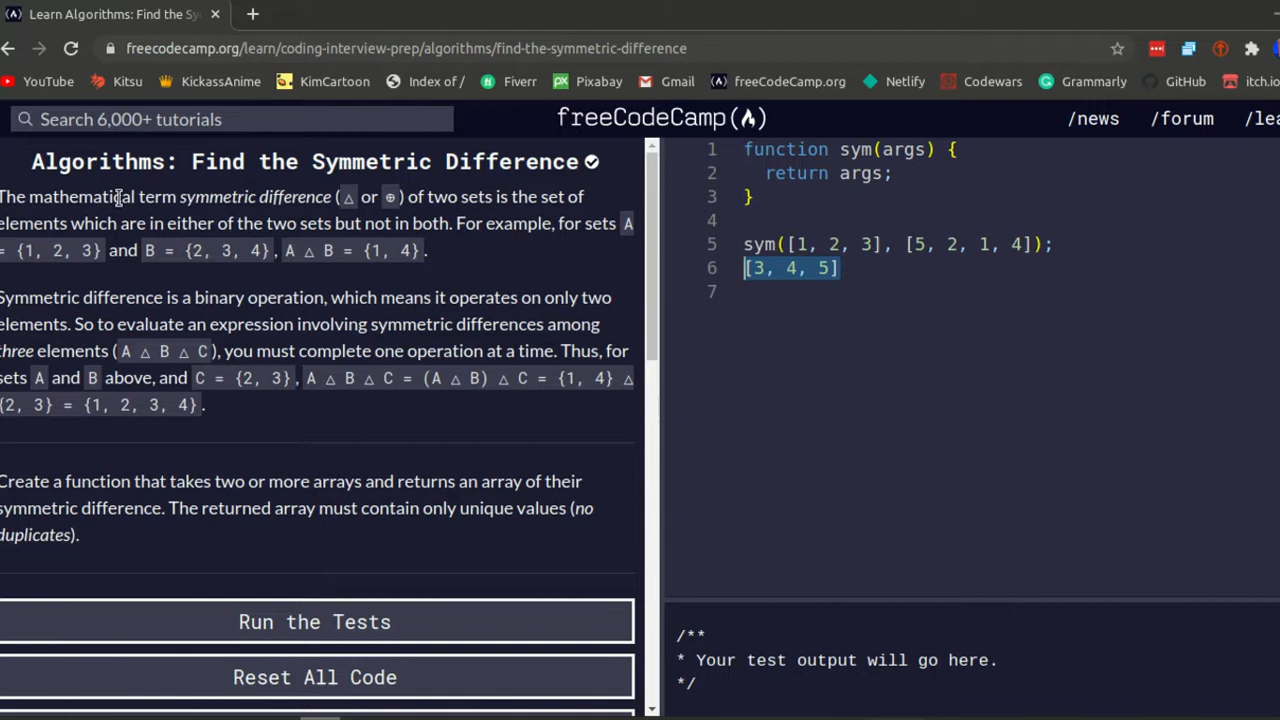 Learn Algorithms: Find the Sy
freecodecamp.org/learn/coding-interview-prep/algorithms/find-the-symmetric-difference
YouTube Kitsu KickassAnime KimCartoon Index of / Fiverr Pixabay Gmail freeCodeCamp.org Netlify Codewars Grammarly GitHub itch.io
Search 6,000+ tutorials
freeCodeCamp(🔥)
/news /forum /lea
Algorithms: Find the Symmetric Difference
The mathematical term symmetric difference (△ or ⊕) of two sets is the set of
elements which are in either of the two sets but not in both. For example, for sets A
= {1, 2, 3} and B = {2, 3, 4}, A △ B = {1, 4}.
Symmetric difference is a binary operation, which means it operates on only two
elements. So to evaluate an expression involving symmetric differences among
three elements (A △ B △ C), you must complete one operation at a time. Thus, for
sets A and B above, and C = {2, 3}, A △ B △ C = (A △ B) △ C = {1, 4} △
{2, 3} = {1, 2, 3, 4}.
Create a function that takes two or more arrays and returns an array of their
symmetric difference. The returned array must contain only unique values (no
duplicates).
Run the Tests
Reset All Code
1 function sym(args) {
2 return args;
3 }
4
5 sym([1, 2, 3], [5, 2, 1, 4]);
6 [3, 4, 5]
7
/**
* Your test output will go here.
*/